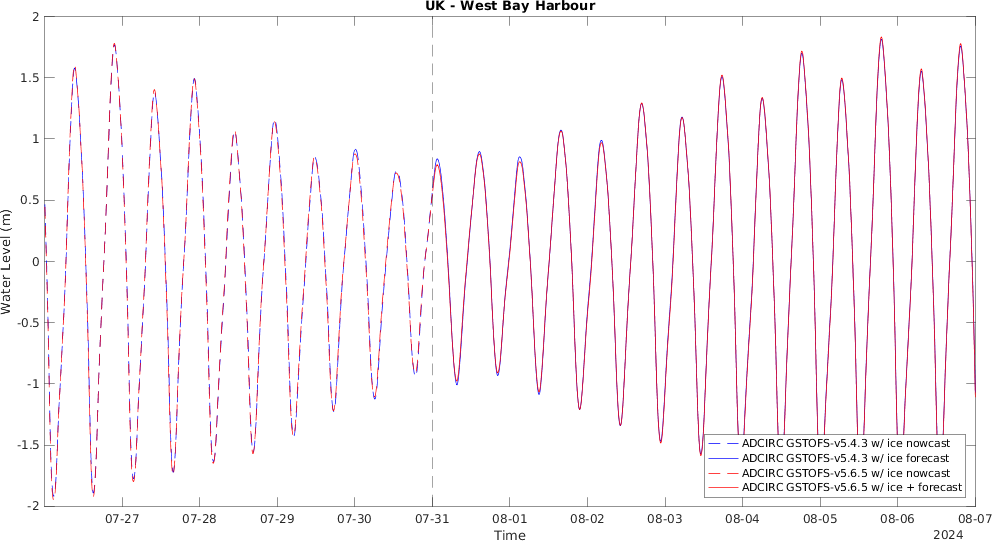 UK - West Bay Harbour
2
1.5
1
0.5
0
-0.5
-1
-1.5
-2
Water Level (m)
ADCIRC GSTOFS-v5.4.3 w/ ice nowcast
ADCIRC GSTOFS-v5.4.3 w/ ice forecast
ADCIRC GSTOFS-v5.6.5 w/ ice nowcast
ADCIRC GSTOFS-v5.6.5 w/ ice + forecast
07-27 07-28 07-29 07-30 07-31 08-01 08-02 08-03 08-04 08-05 08-06 08-07
Time
2024